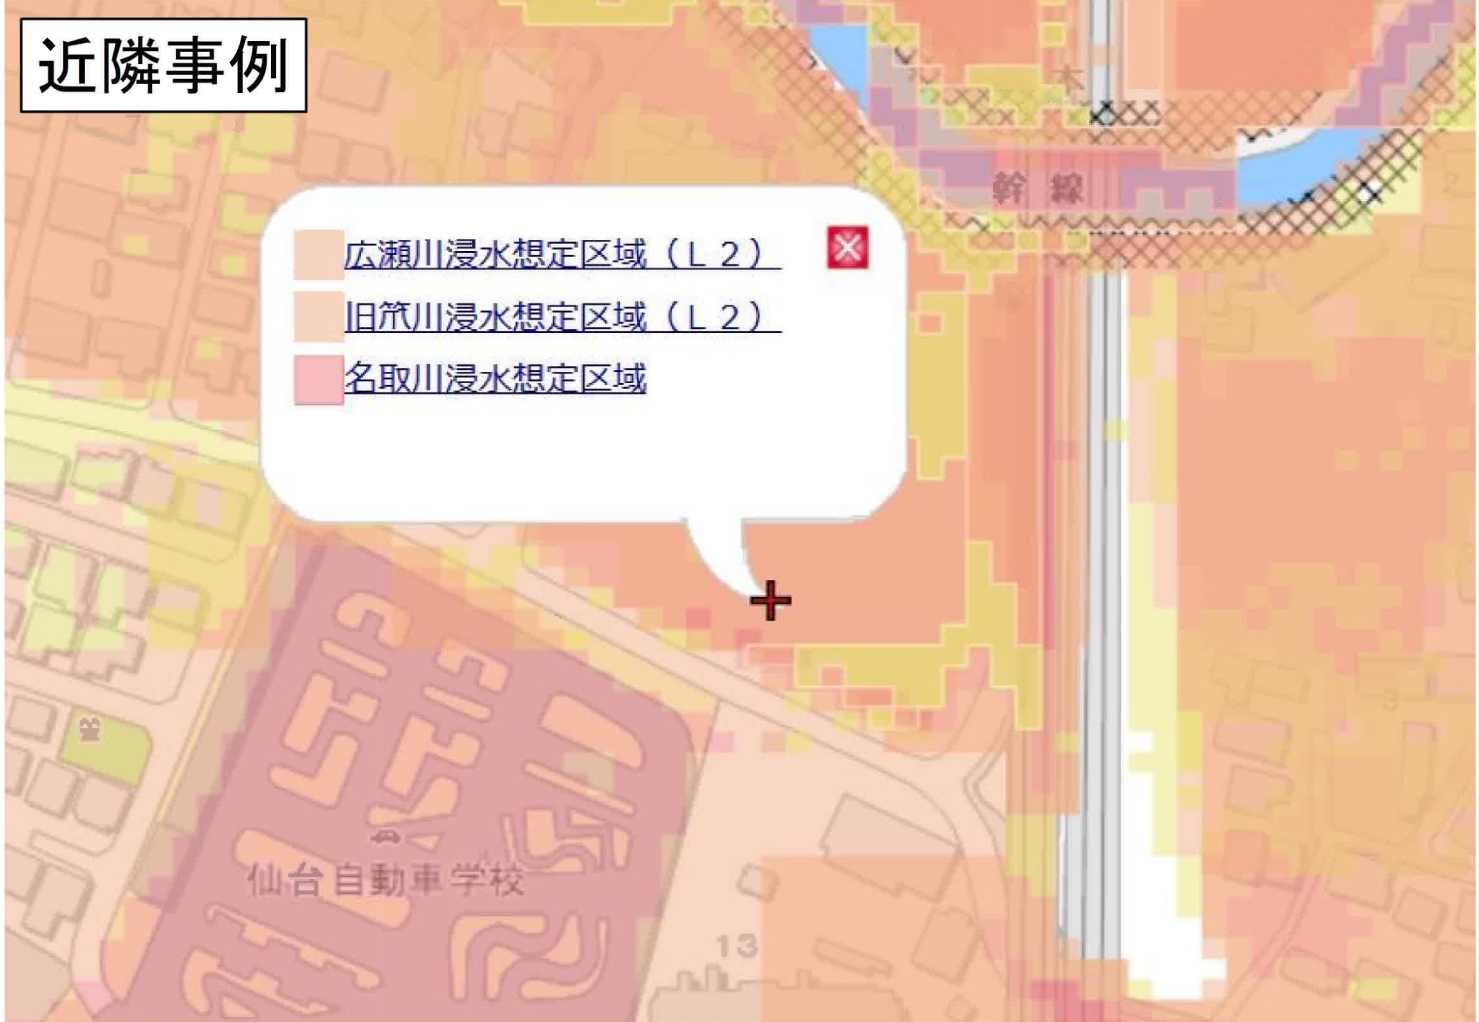 近隣事例
木
幹線
広瀬川浸水想定区域（Ｌ２）
旧笊川浸水想定区域（Ｌ２）
名取川浸水想定区域
仙台自動車学校
13